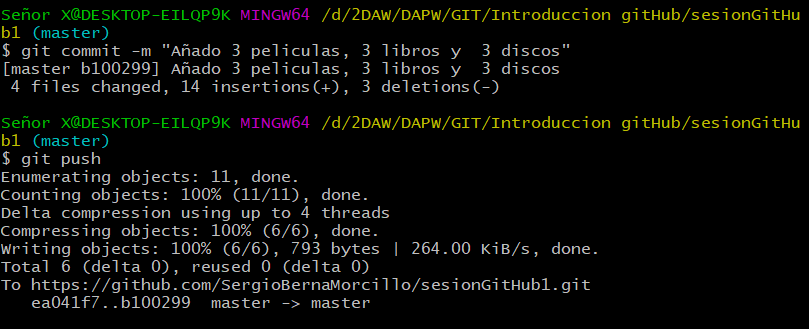 Señor X@DESKTOP-EILQP9K MINGW64 /d/2DAW/DAPW/GIT/Introduccion gitHub/sesionGitHu
b1 (master)
$ git commit -m "Añado 3 peliculas, 3 libros y  3 discos"
[master b100299] Añado 3 peliculas, 3 libros y  3 discos
 4 files changed, 14 insertions(+), 3 deletions(-)

Señor X@DESKTOP-EILQP9K MINGW64 /d/2DAW/DAPW/GIT/Introduccion gitHub/sesionGitHu
b1 (master)
$ git push
Enumerating objects: 11, done.
Counting objects: 100% (11/11), done.
Delta compression using up to 4 threads
Compressing objects: 100% (6/6), done.
Writing objects: 100% (6/6), 793 bytes | 264.00 KiB/s, done.
Total 6 (delta 0), reused 0 (delta 0)
To https://github.com/SergioBernaMorcillo/sesionGitHub1.git
   ea041f7..b100299  master -> master